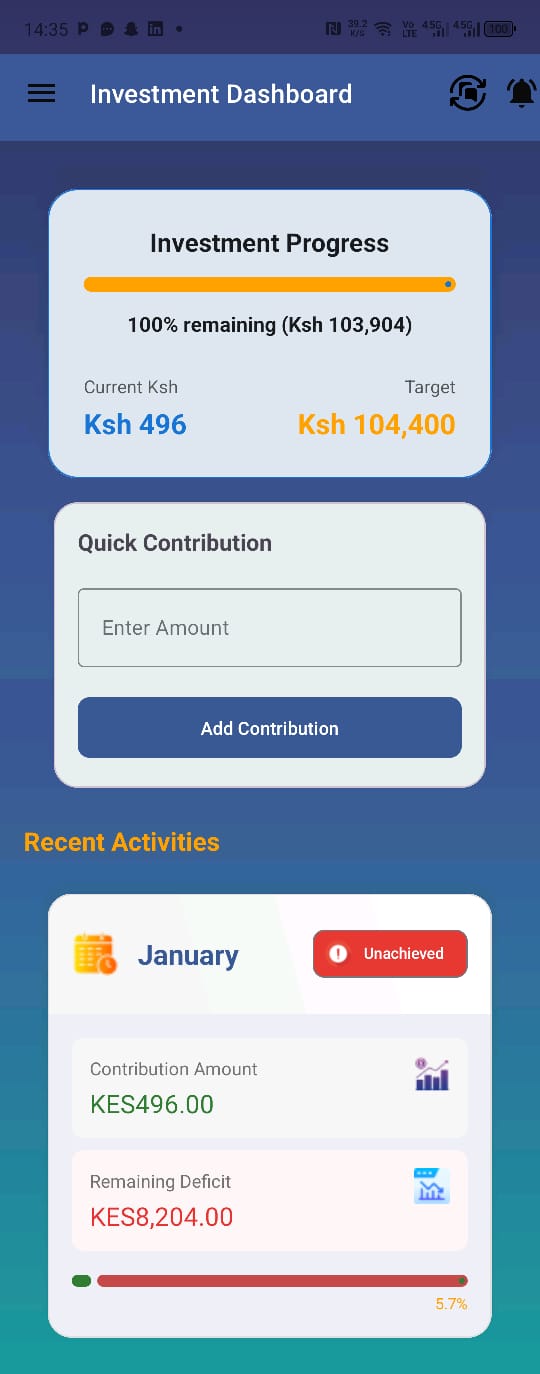 14:35
39.2
K/S
Vo
LTE
4.5G
4.5G
100
Investment Dashboard
Investment Progress
100% remaining (Ksh 103,904)
Current Ksh
Target
Ksh 496
Ksh 104,400
Quick Contribution
Enter Amount
Add Contribution
Recent Activities
January
Unachieved
Contribution Amount
KES496.00
Remaining Deficit
KES8,204.00
5.7%